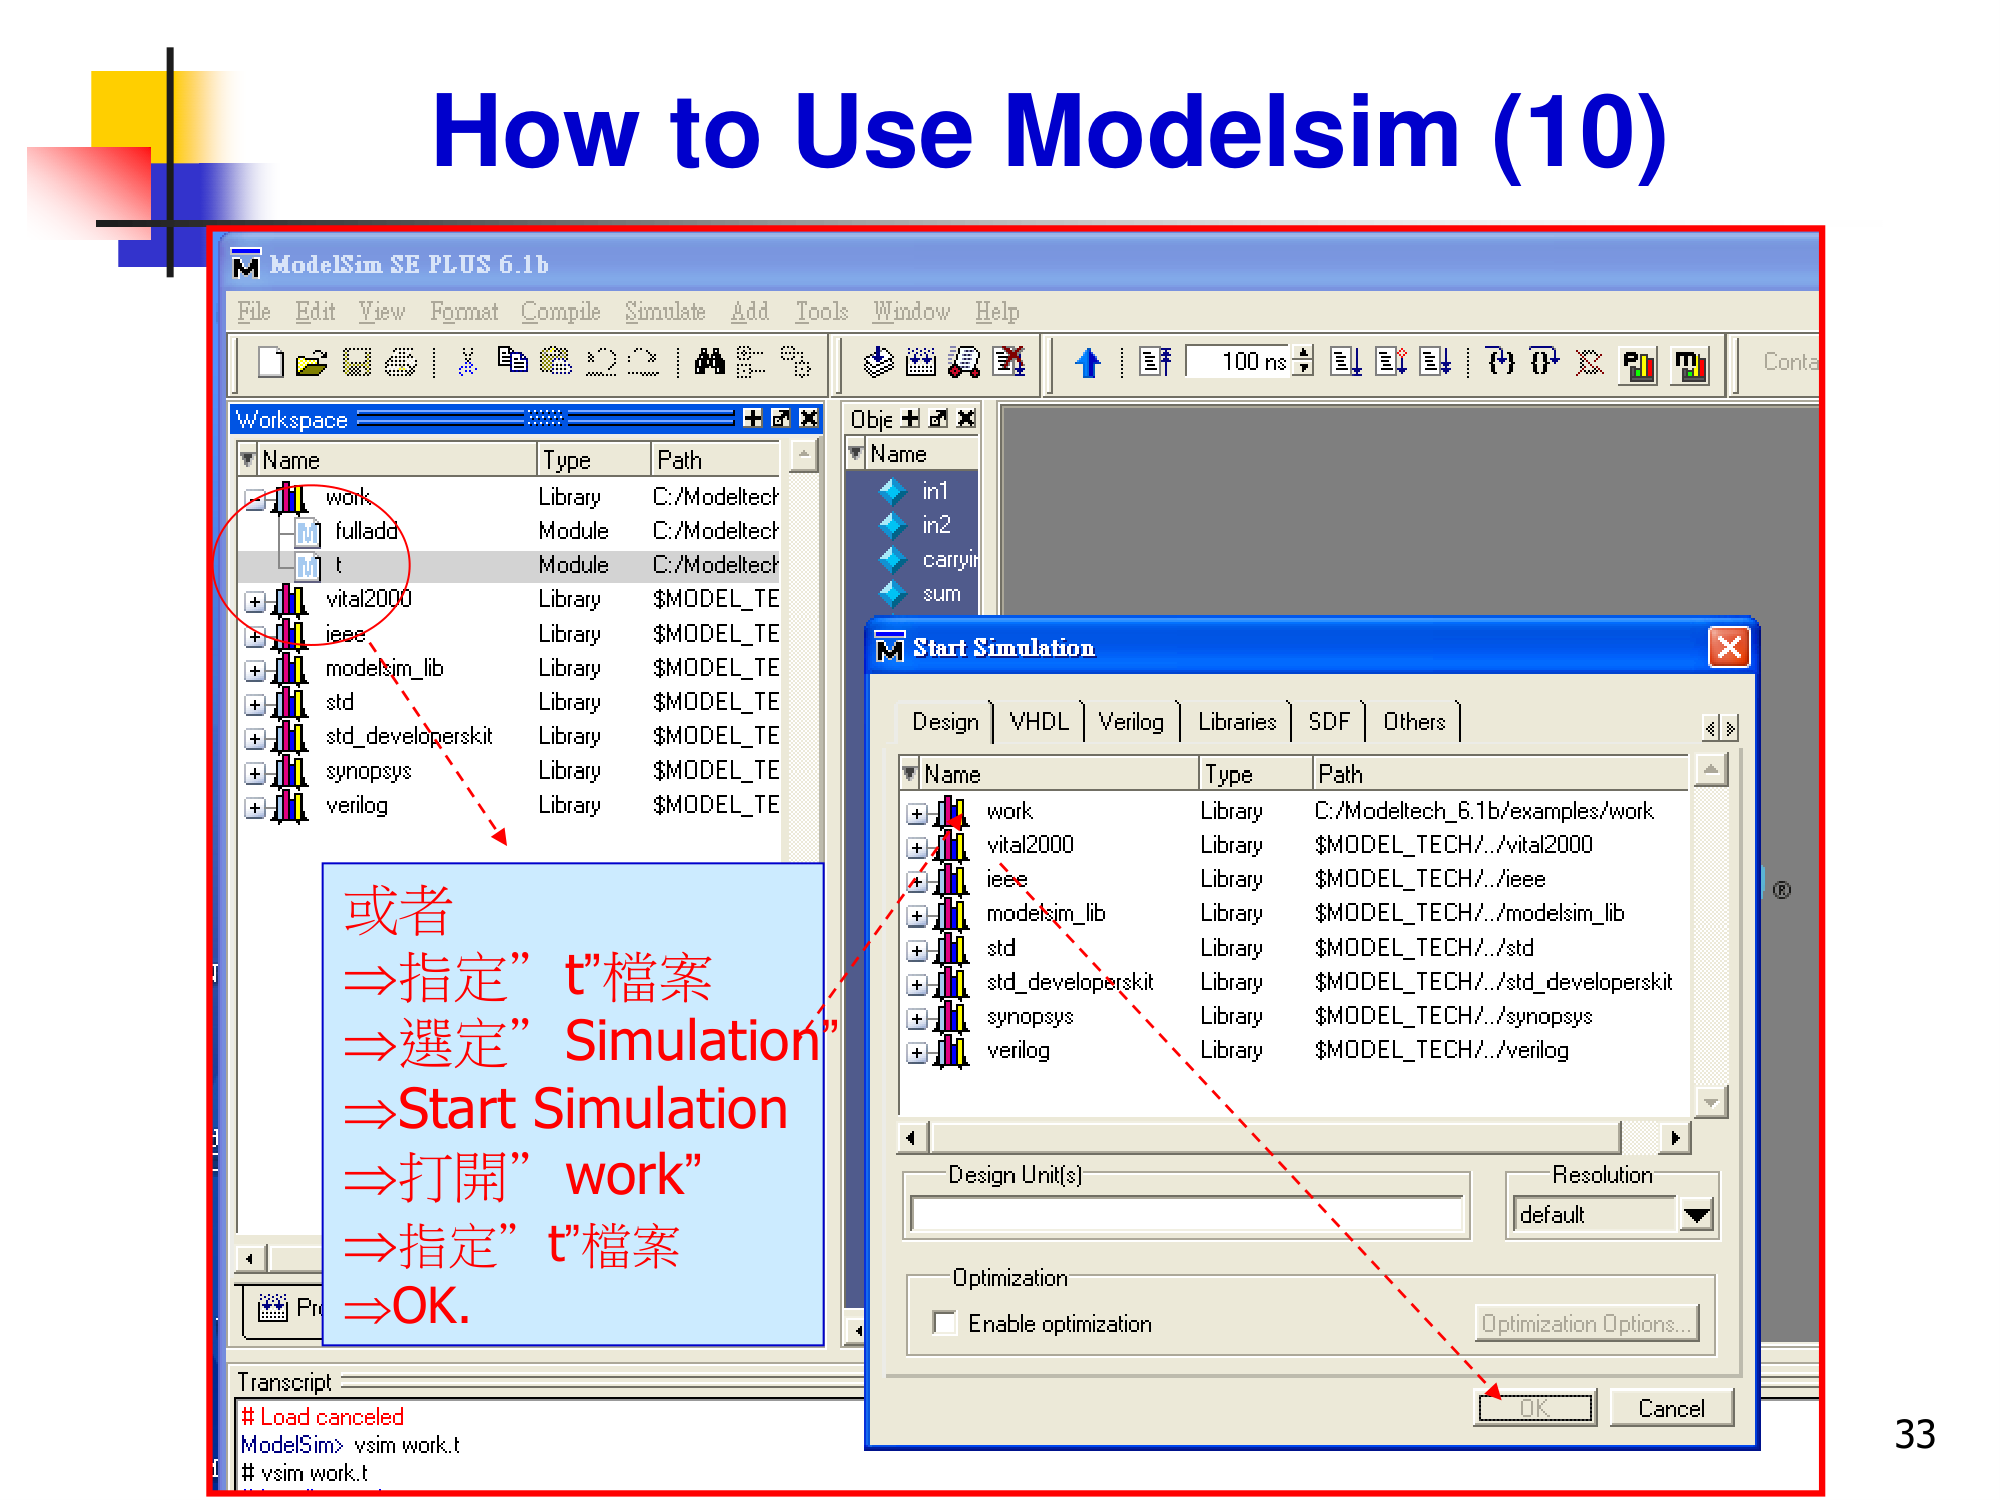 How to Use Modelsim (10)
ModelSim SE PLUS 6.1b
File Edit View Format Compile Simulate Add Tools Window Help
100 ns
Conta
Workspace
Name Type Path
work Library C:/Modeltech
fulladd Module C:/Modeltech
t Module C:/Modeltech
vital2000 Library $MODEL_TE
ieee Library $MODEL_TE
modelsim_lib Library $MODEL_TE
std Library $MODEL_TE
std_developerskit Library $MODEL_TE
synopsys Library $MODEL_TE
verilog Library $MODEL_TE
Obje
Name
in1
in2
carryin
sum
Start Simulation
Design VHDL Verilog Libraries SDF Others
Name Type Path
work Library C:/Modeltech_6.1b/examples/work
vital2000 Library $MODEL_TECH/../vital2000
ieee Library $MODEL_TECH/../ieee
modelsim_lib Library $MODEL_TECH/../modelsim_lib
std Library $MODEL_TECH/../std
std_developerskit Library $MODEL_TECH/../std_developerskit
synopsys Library $MODEL_TECH/../synopsys
verilog Library $MODEL_TECH/../verilog
Design Unit(s)
Resolution
default
Optimization
Enable optimization
Optimization Options...
OK Cancel
®
或者
⇒指定” t”檔案
⇒選定” Simulation”
⇒Start Simulation
⇒打開” work”
⇒指定” t”檔案
⇒OK.
Transcript
# Load canceled
ModelSim> vsim work.t
# vsim work.t
33